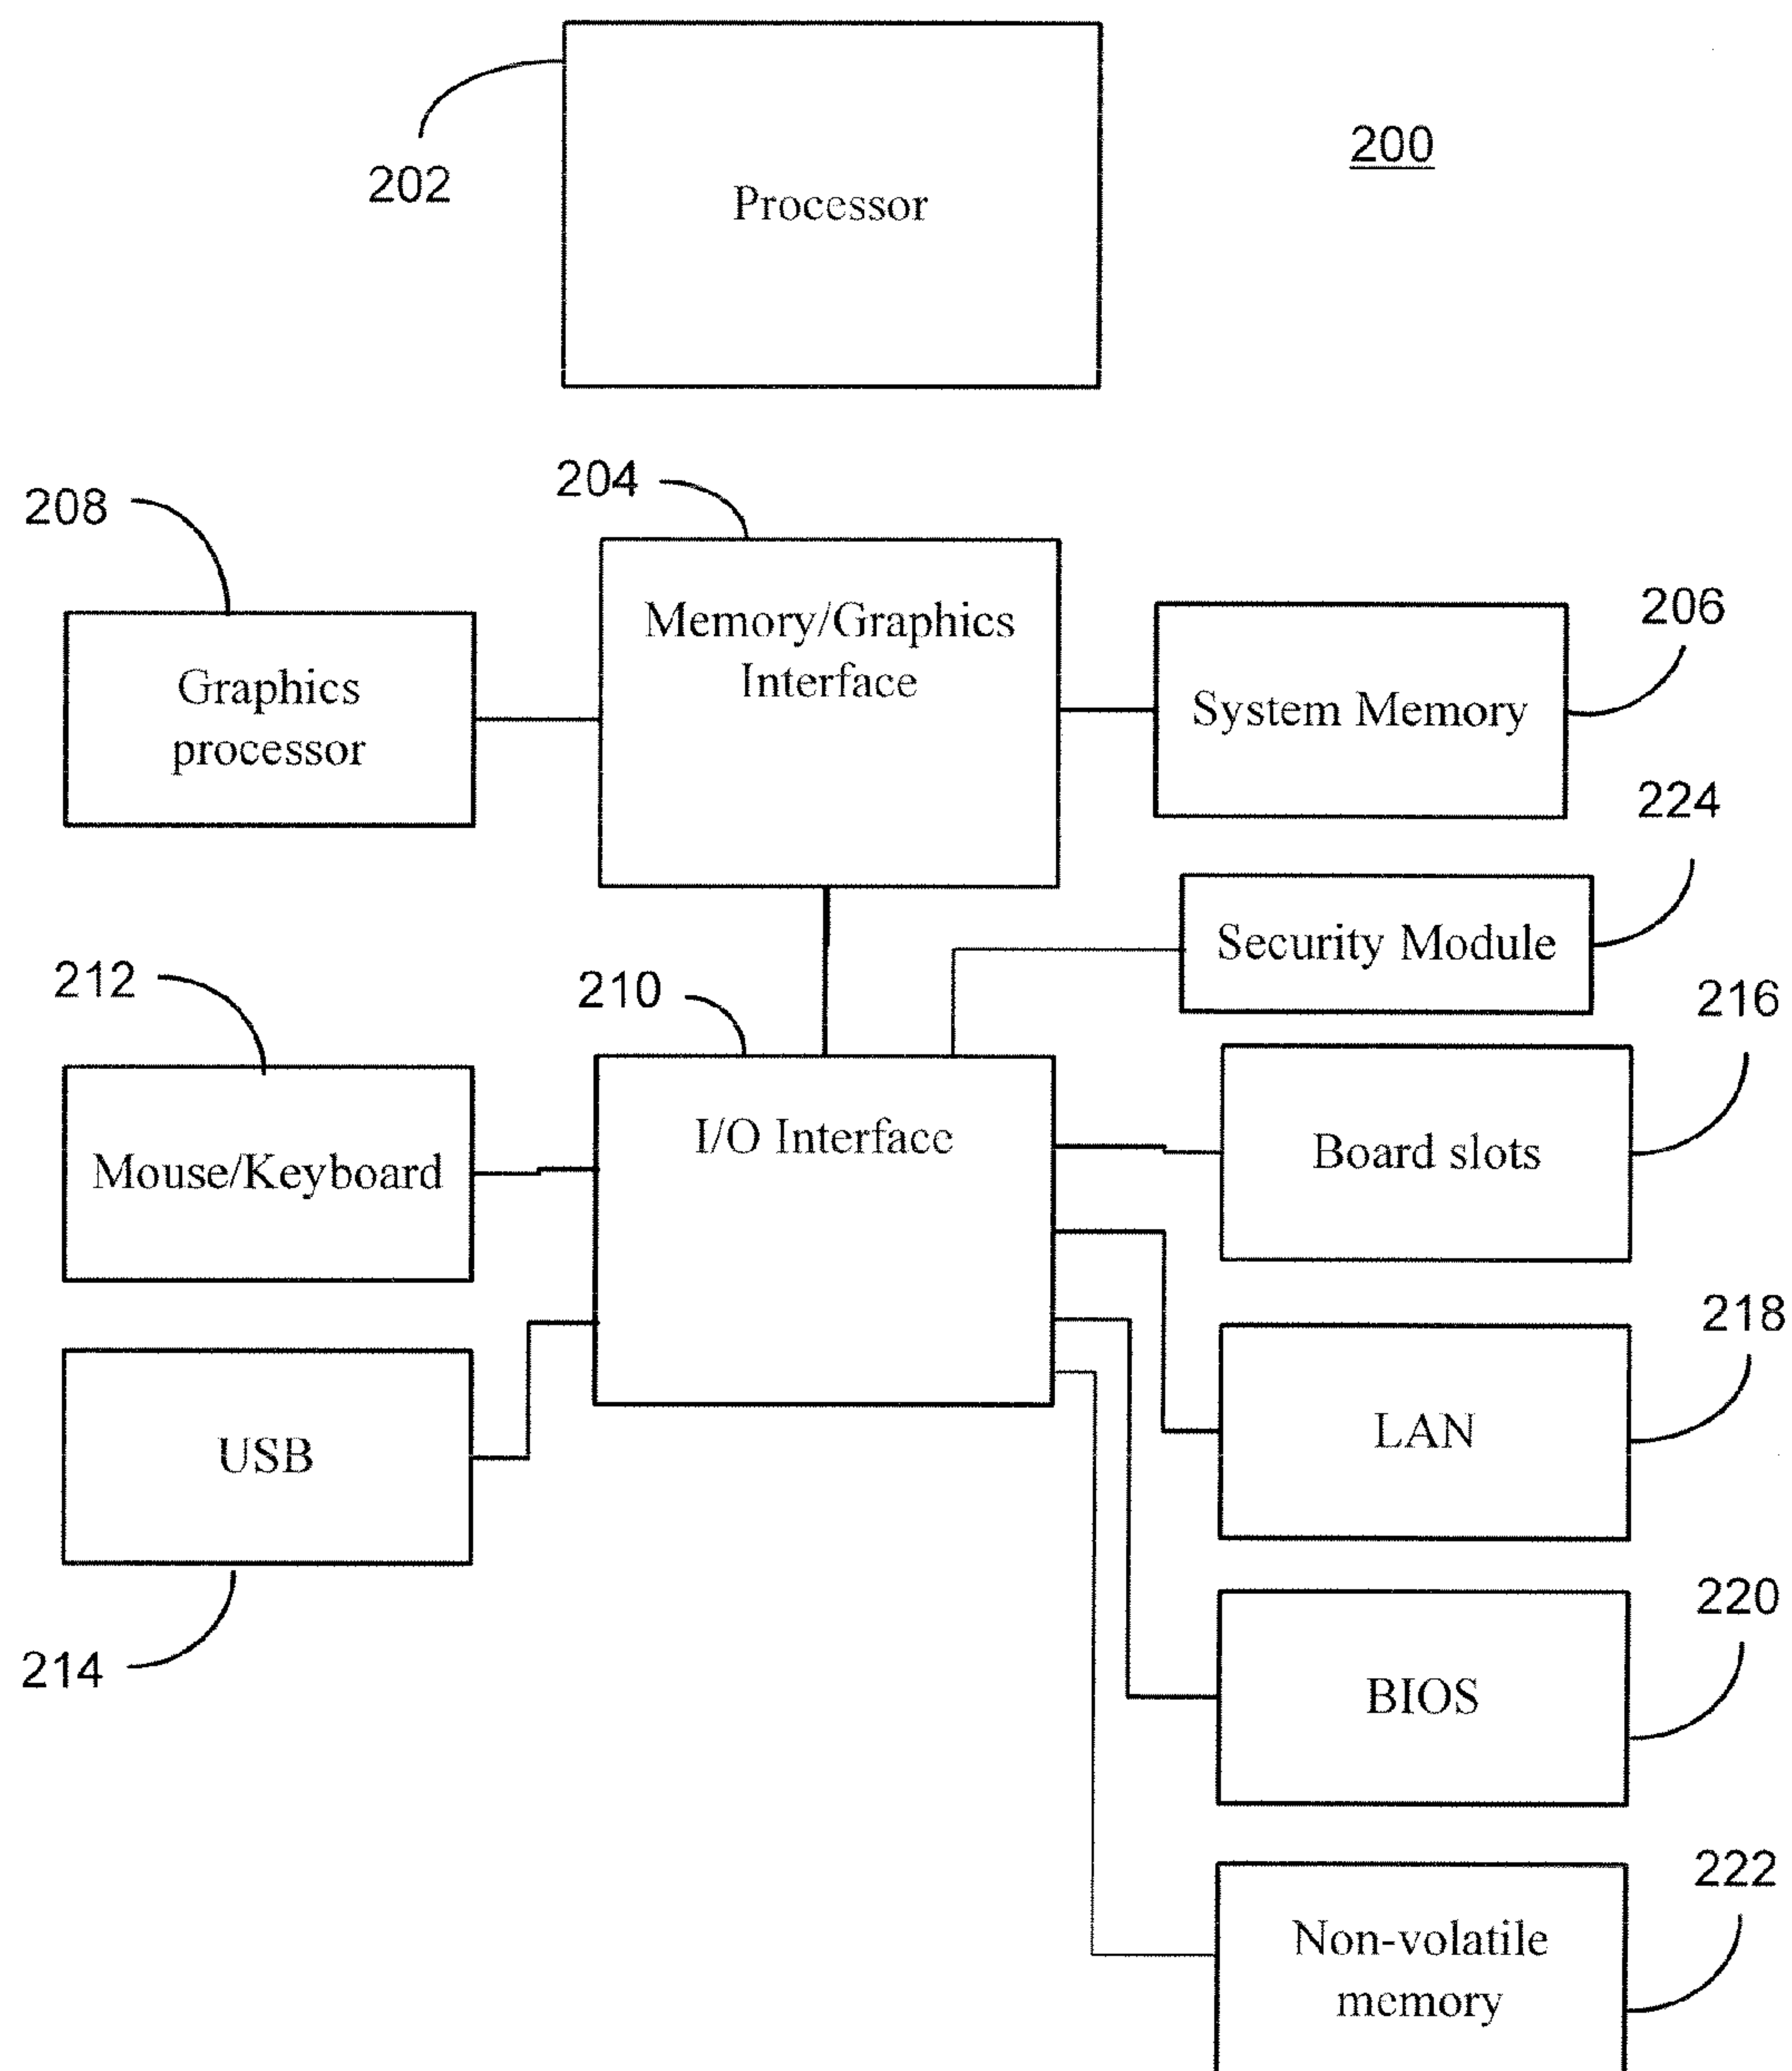 200
202
Processor
204
208
Memory/Graphics
Interface
206
Graphics
processor
System Memory
224
Security Module
212
210
216
Mouse/Keyboard
I/O Interface
Board slots
218
USB
LAN
214
220
BIOS
222
Non-volatile
memory